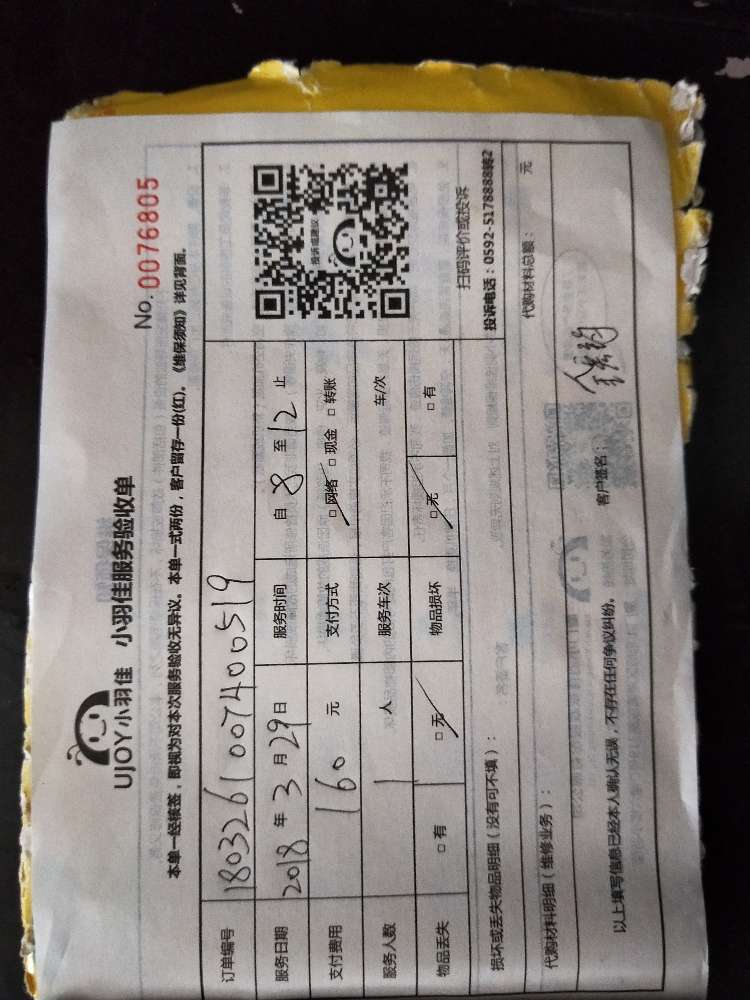 UJOY小羽佳 小羽佳服务验收单
No. 0076805
本单一经核签，即视为对本次服务验收无异议。本单一式两份，客户留存一份(红)。《维保须知》详见背面。
订单编号 1803261007400519
服务日期 2018 年 3 月 29 日 服务时间 自 8 至 12 止
支付费用 160 元 支付方式 □ 网络 □ 现金 □ 转账
服务人数 1 人 服务车次 车/次
物品丢失 □ 有 □ 无 物品损坏 □ 无 □ 有
投诉或建议
扫码评价或投诉
投诉电话：0592-5178888转2
损坏或丢失物品明细（没有可不填）：
代购材料明细（维修业务）： 代购材料总额： 元
以上填写信息已经本人确认无误，不存在任何争议纠纷。 客户签名：